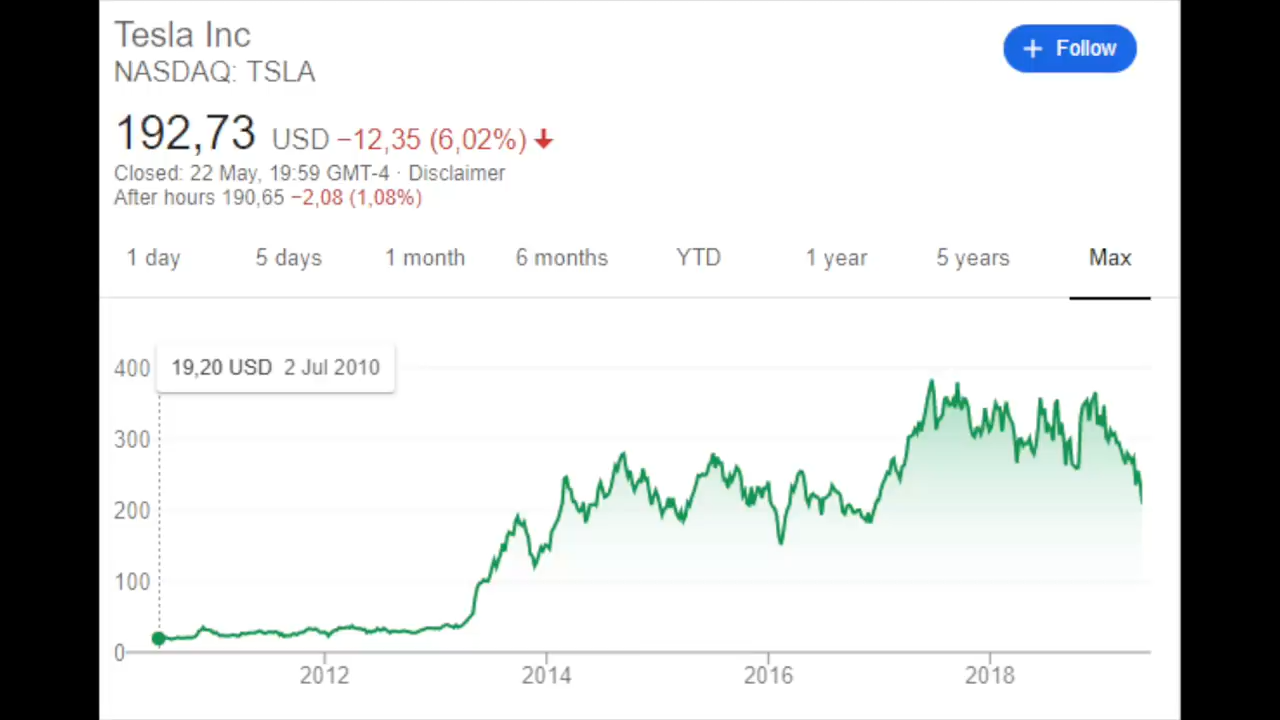 Tesla Inc
NASDAQ: TSLA
+ Follow
192,73 USD −12,35 (6,02%)
Closed: 22 May, 19:59 GMT-4 · Disclaimer
After hours 190,65 −2,08 (1,08%)
1 day 5 days 1 month 6 months YTD 1 year 5 years Max
19,20 USD 2 Jul 2010
400
300
200
100
0
2012 2014 2016 2018